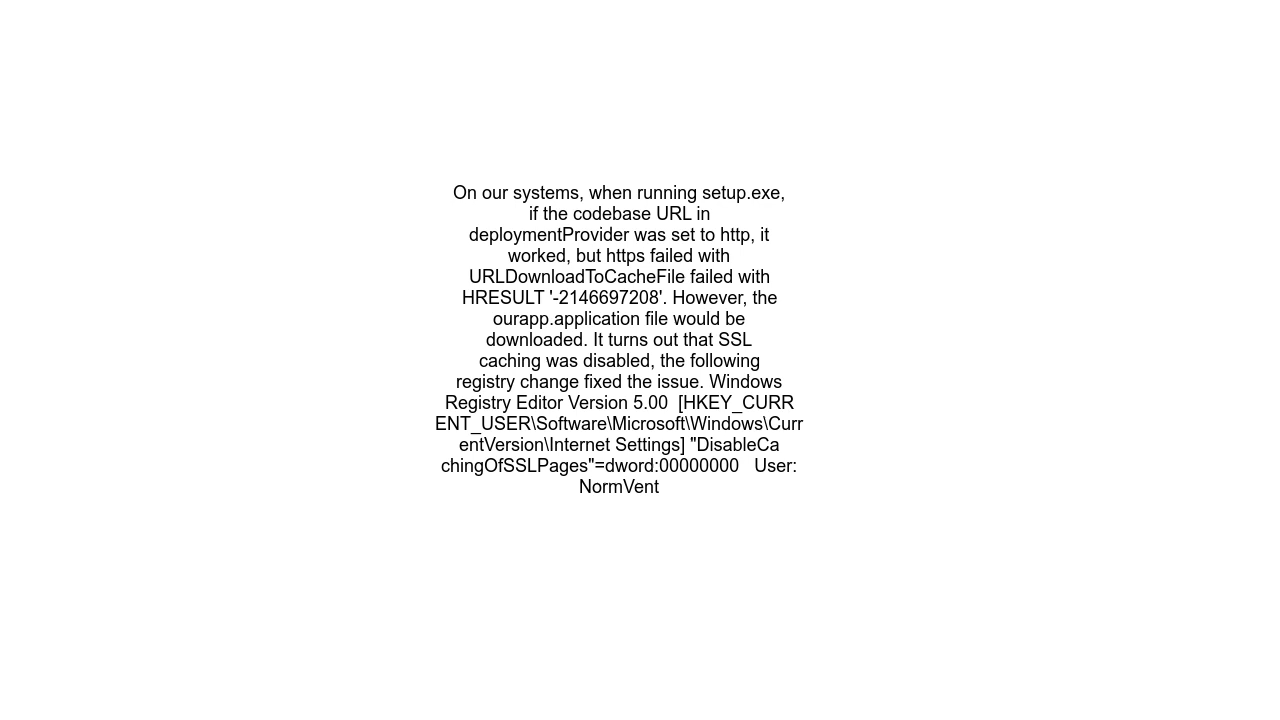 On our systems, when running setup.exe,
if the codebase URL in
deploymentProvider was set to http, it
worked, but https failed with
URLDownloadToCacheFile failed with
HRESULT '-2146697208'. However, the
ourapp.application file would be
downloaded. It turns out that SSL
caching was disabled, the following
registry change fixed the issue. Windows
Registry Editor Version 5.00  [HKEY_CURR
ENT_USER\Software\Microsoft\Windows\Curr
entVersion\Internet Settings] "DisableCa
chingOfSSLPages"=dword:00000000   User:
NormVent